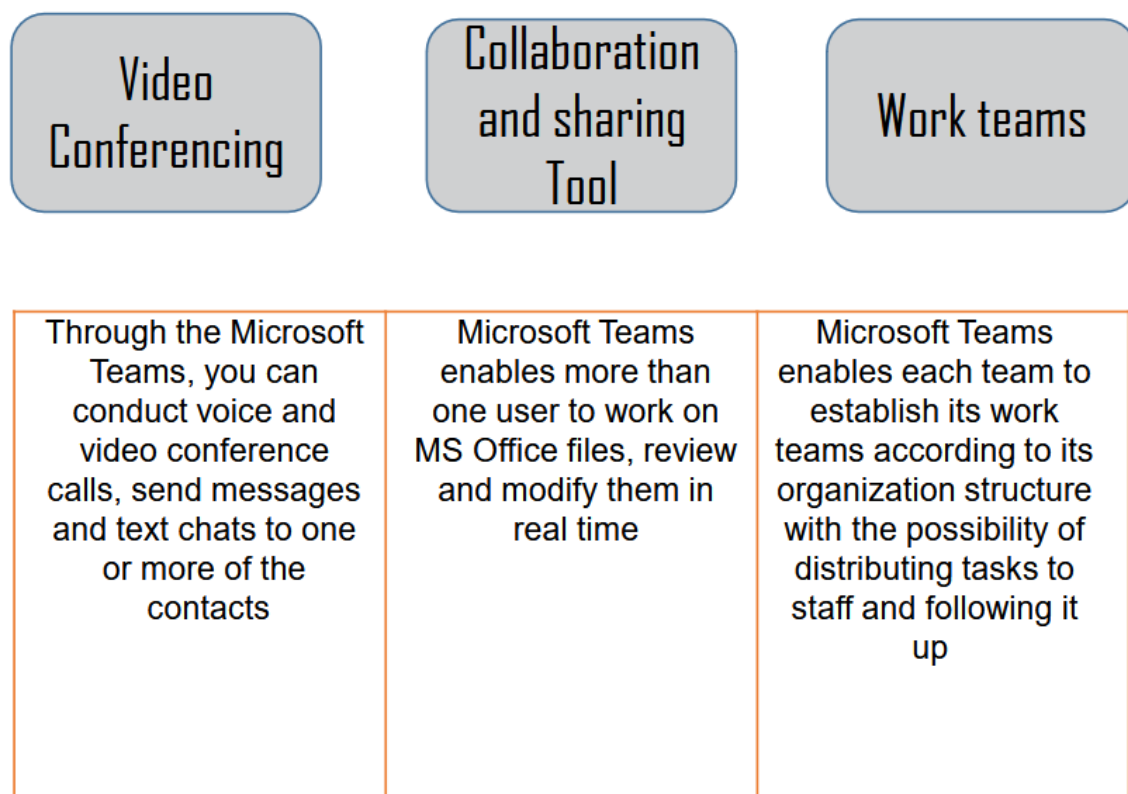 Video
Conferencing
Collaboration
and sharing
Tool
Work teams
Through the Microsoft
Teams, you can
conduct voice and
video conference
calls, send messages
and text chats to one
or more of the
contacts
Microsoft Teams
enables more than
one user to work on
MS Office files, review
and modify them in
real time
Microsoft Teams
enables each team to
establish its work
teams according to its
organization structure
with the possibility of
distributing tasks to
staff and following it
up